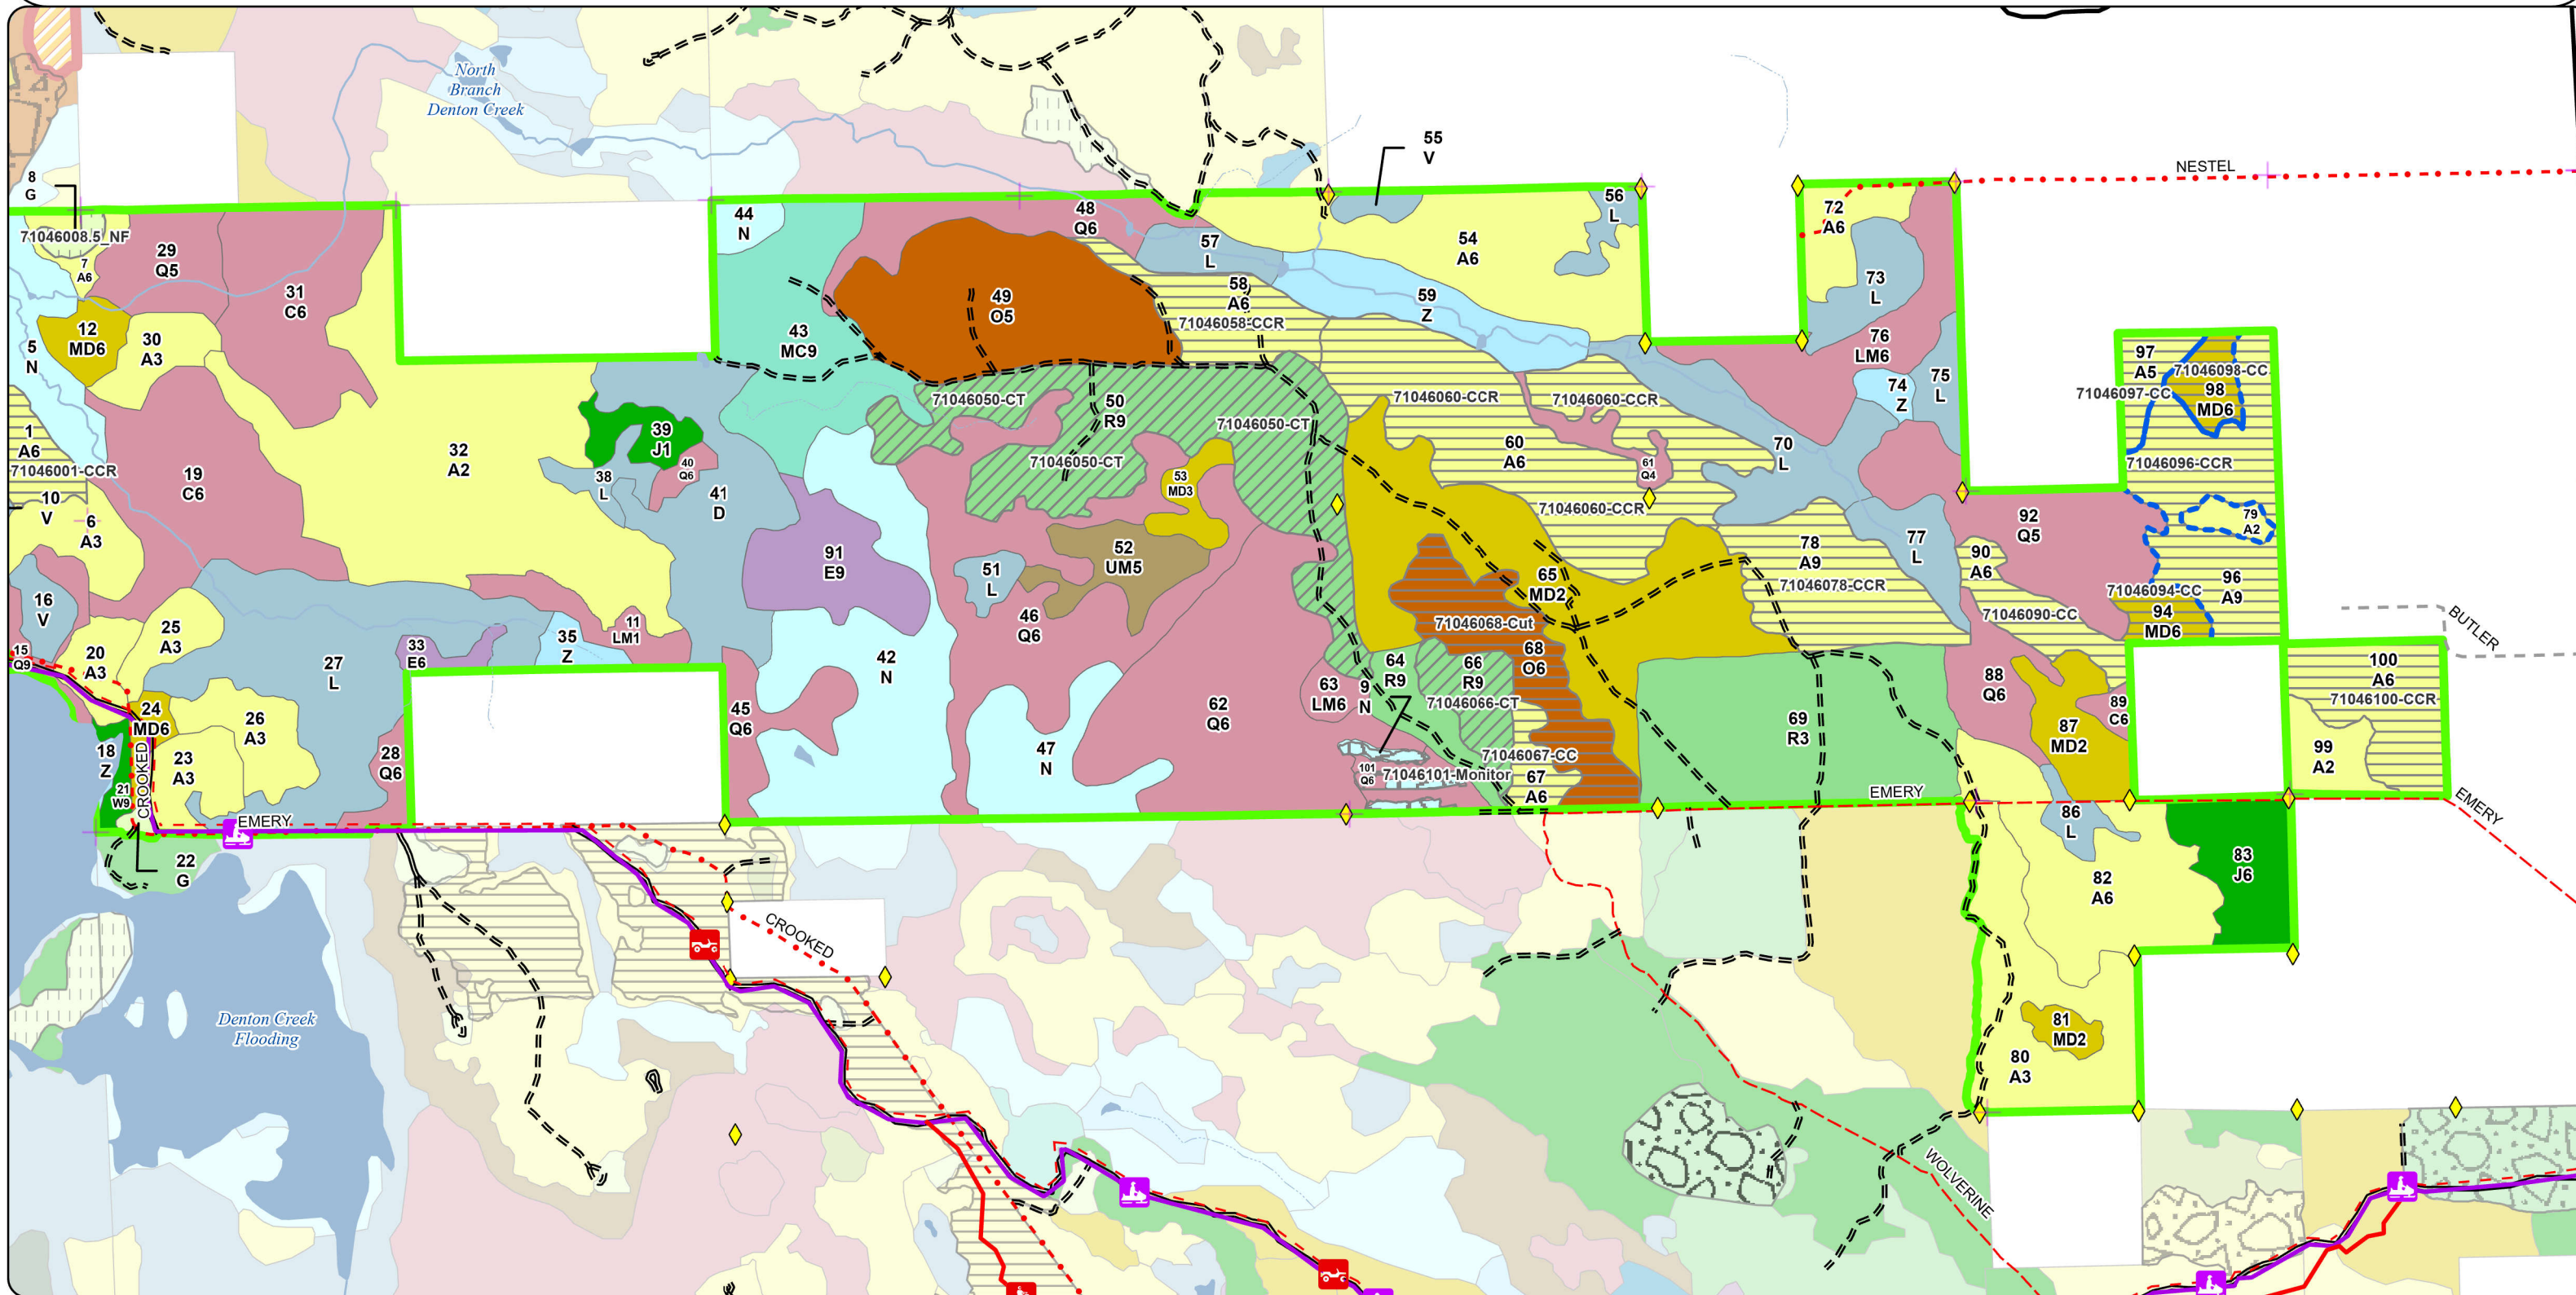 North
Branch
Denton Creek
55
V
NESTEL
8
G
71046008.5_NF
7
A6
29
Q5
31
C6
44
N
48
Q6
57
L
54
A6
56
L
72
A6
73
L
12
MD6
30
A3
5
N
43
MC9
49
O5
58
A6
71046058-CCR
59
Z
76
LM6
75
L
74
Z
97
A5
71046098-CC
71046097-CC
98
MD6
71046050-CT
50
R9
71046050-CT
71046050-CT
71046060-CCR
71046060-CCR
60
A6
71046060-CCR
61
Q4
70
L
71046096-CCR
1
A6
71046001-CCR
10
V
6
A3
19
C6
32
A2
39
J1
40
Q6
38
L
41
D
53
MD3
52
UM5
51
L
91
E9
78
A9
71046078-CCR
77
L
92
Q5
90
A6
79
A2
96
A9
71046094-CC
94
MD6
71046090-CC
16
V
15
Q9
20
A3
25
A3
27
L
33
E6
35
Z
11
LM1
42
N
46
Q6
65
MD2
71046068-Cut
68
O6
64
R9
66
R9
71046066-CT
63
LM6
9
N
BUTLER
100
A6
71046100-CCR
99
A2
88
Q6
89
C6
87
MD2
69
R3
62
Q6
47
N
45
Q6
28
Q6
24
MD6
26
A3
23
A3
18
Z
21
W9
CROOKED
101
Q6
71046101-Monitor
71046067-CC
67
A6
EMERY
EMERY
EMERY
22
G
86
L
83
J6
82
A6
CROOKED
Denton Creek
Flooding
81
MD2
80
A3
WOLVERINE